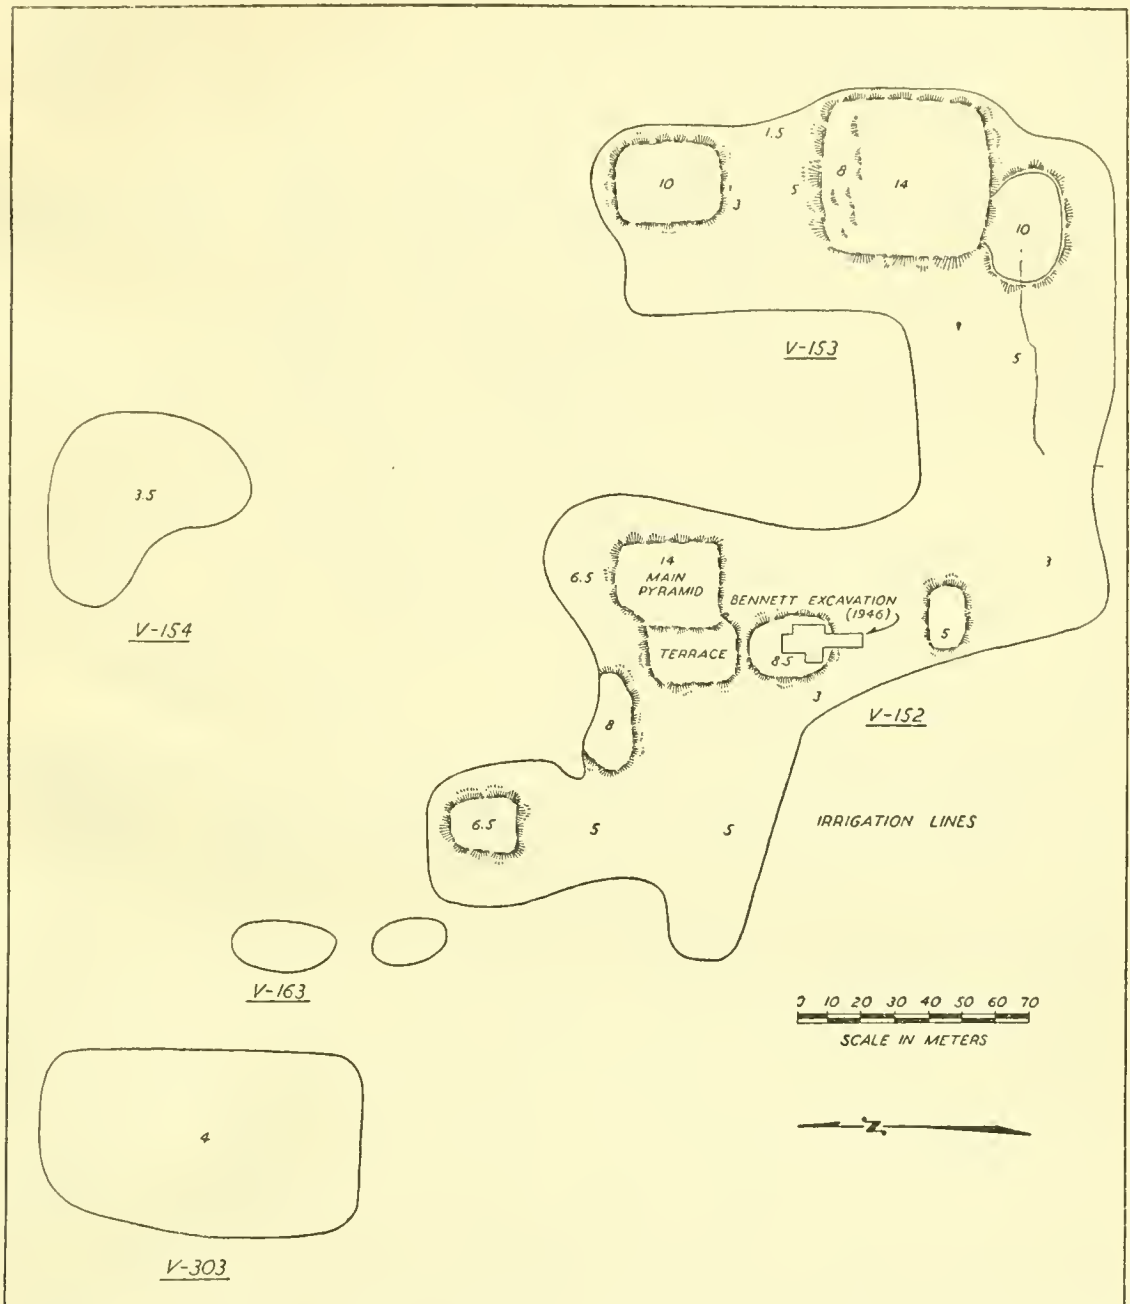 1.5
10
8
14
5
3
10
V-153
5
3.5
V-154
14
MAIN
PYRAMID
6.5
BENNETT EXCAVATION
(1946)
3
5
TERRACE
8.5
3
V-152
8
6.5
5
5
IRRIGATION LINES
V-163
0 10 20 30 40 50 60 70
SCALE IN METERS
N
4
V-303